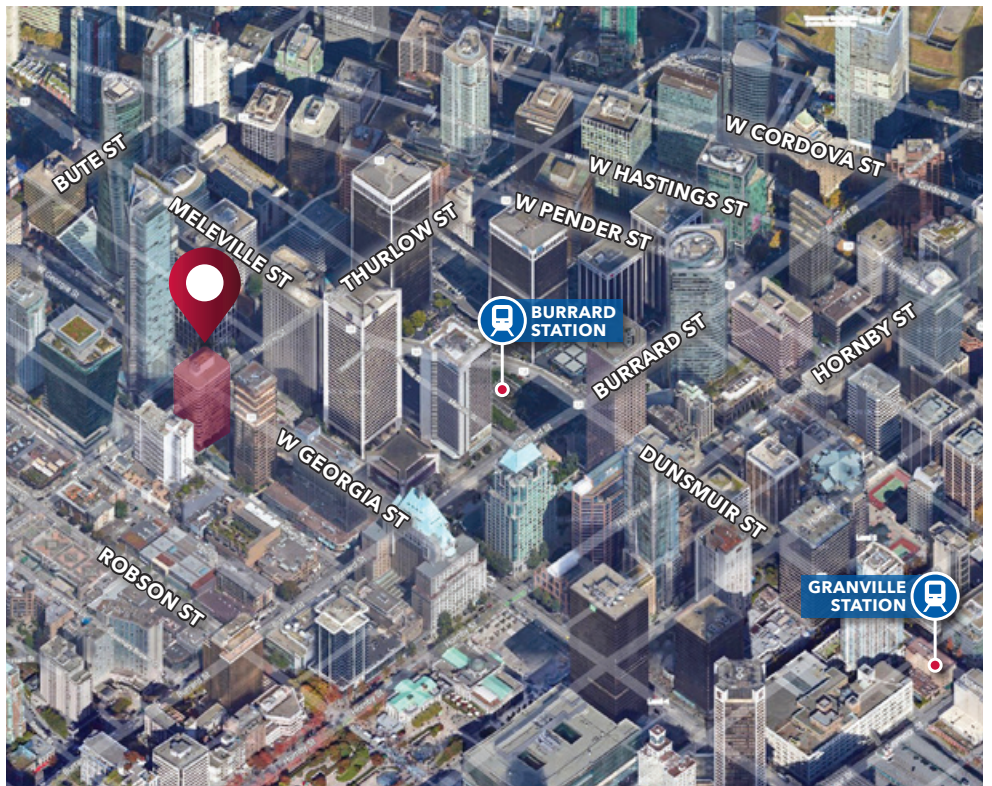 W CORDOVA ST
BUTE ST
W HASTINGS ST
MELEVILLE ST
W PENDER ST
THURLOW ST
BURRARD
STATION
BURRARD ST
HORNBY ST
W GEORGIA ST
DUNSMUIR ST
ROBSON ST
GRANVILLE
STATION